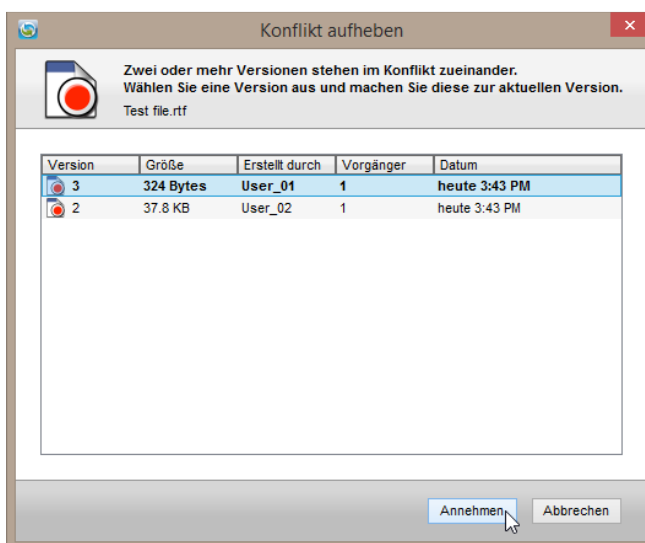 Konflikt aufheben
Zwei oder mehr Versionen stehen im Konflikt zueinander.
Wählen Sie eine Version aus und machen Sie diese zur aktuellen Version.
Test file.rtf
Version Größe Erstellt durch Vorgänger Datum
3 324 Bytes User_01 1 heute 3:43 PM
2 37.8 KB User_02 1 heute 3:43 PM
Annehmen Abbrechen